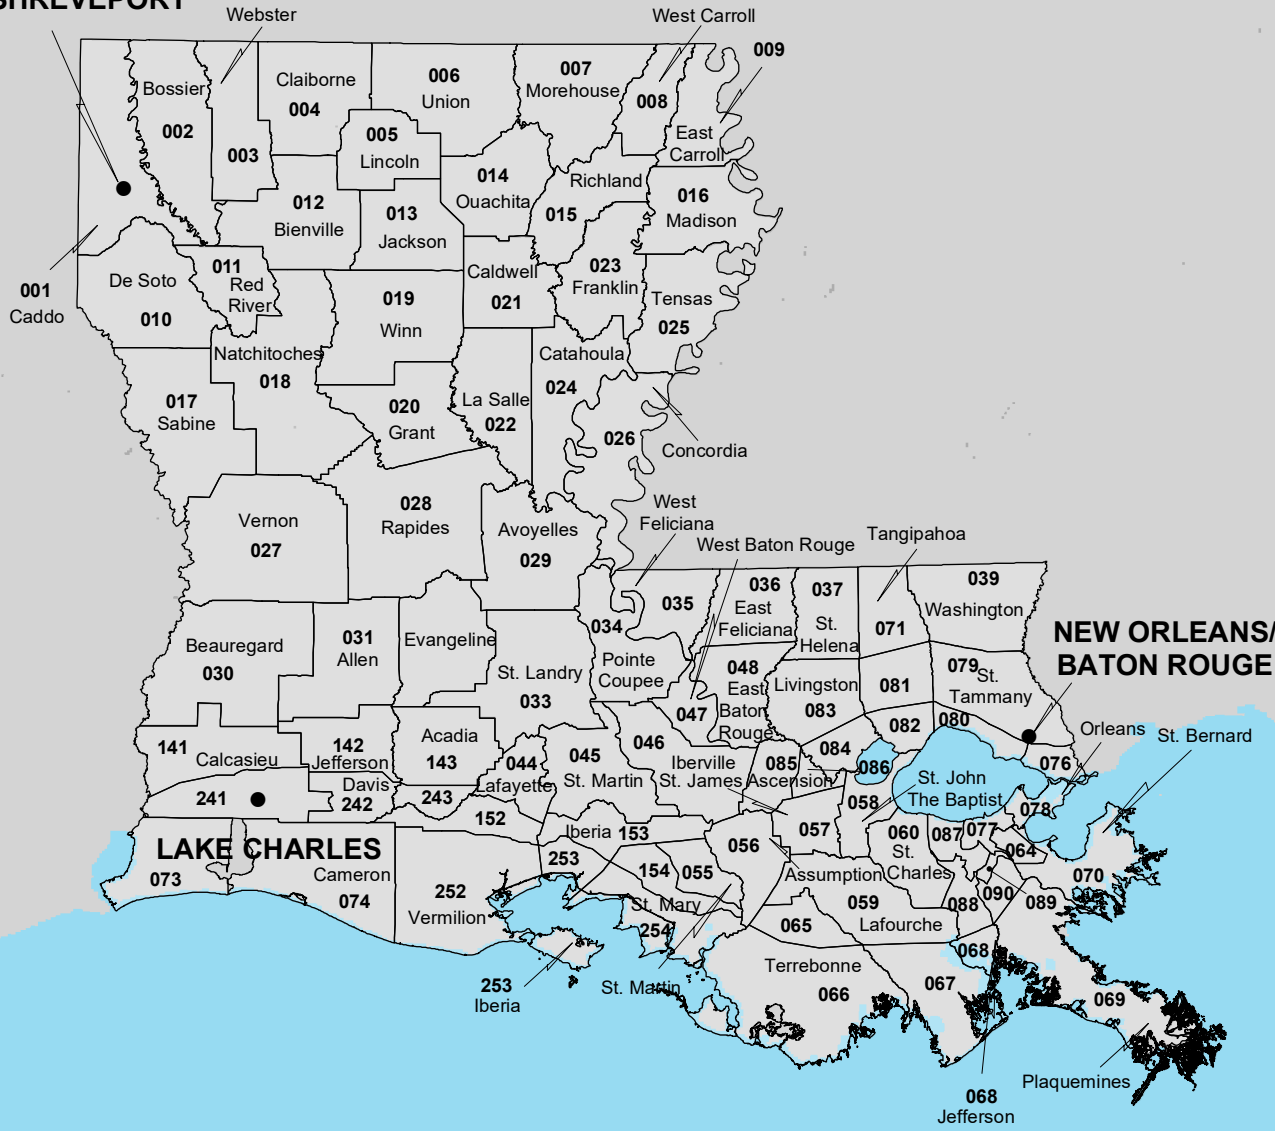 SHREVEPORT
Webster
West Carroll
009
Bossier
002
003
Claiborne
004
006
Union
007
Morehouse
008
East
Carroll
005
Lincoln
014
Ouachita
Richland
015
016
Madison
012
Bienville
013
Jackson
001
Caddo
De Soto
010
011
Red
River
019
Winn
Caldwell
021
023
Franklin
Tensas
025
Natchitoches
018
017
Sabine
020
Grant
La Salle
022
Catahoula
024
026
Concordia
Vernon
027
028
Rapides
Avoyelles
029
West
Feliciana
West Baton Rouge
Tangipahoa
034
Pointe
Coupee
035
036
East
Feliciana
037
St.
Helena
071
039
Washington
NEW ORLEANS/
BATON ROUGE
Beauregard
030
031
Allen
Evangeline
St. Landry
033
047
048
East
Baton
Rouge
Livingston
083
081
079
St.
Tammany
082
080
Orleans
St. Bernard
141
Calcasieu
142
Jefferson
Davis
242
Acadia
143
044
Lafayette
045
St. Martin
046
Iberville
St. James
085
Ascension
084
086
076
241
243
152
St. John
The Baptist
078
058
057
LAKE CHARLES
Iberia
153
056
060
St.
Charles
087
077
064
070
073
Cameron
074
252
Vermilion
253
154
055
St. Mary
254
Assumption
059
Lafourche
065
088
090
089
068
253
Iberia
St. Martin
Terrebonne
066
067
069
Plaquemines
068
Jefferson